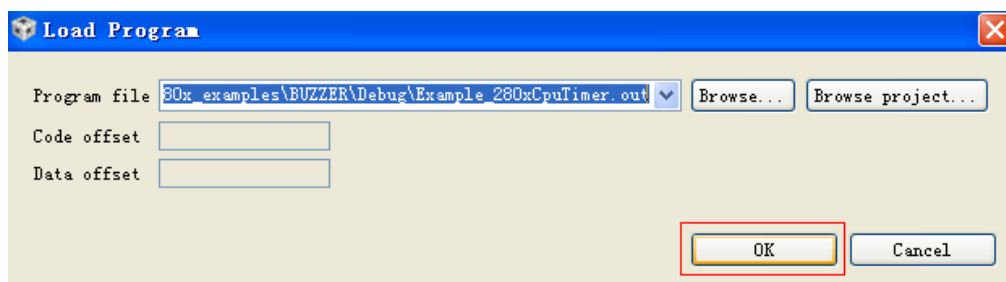 Load Program
Program file 80x_examples\BUZZER\Debug\Example_280xCpuTimer.out Browse... Browse project...
Code offset
Data offset
OK Cancel